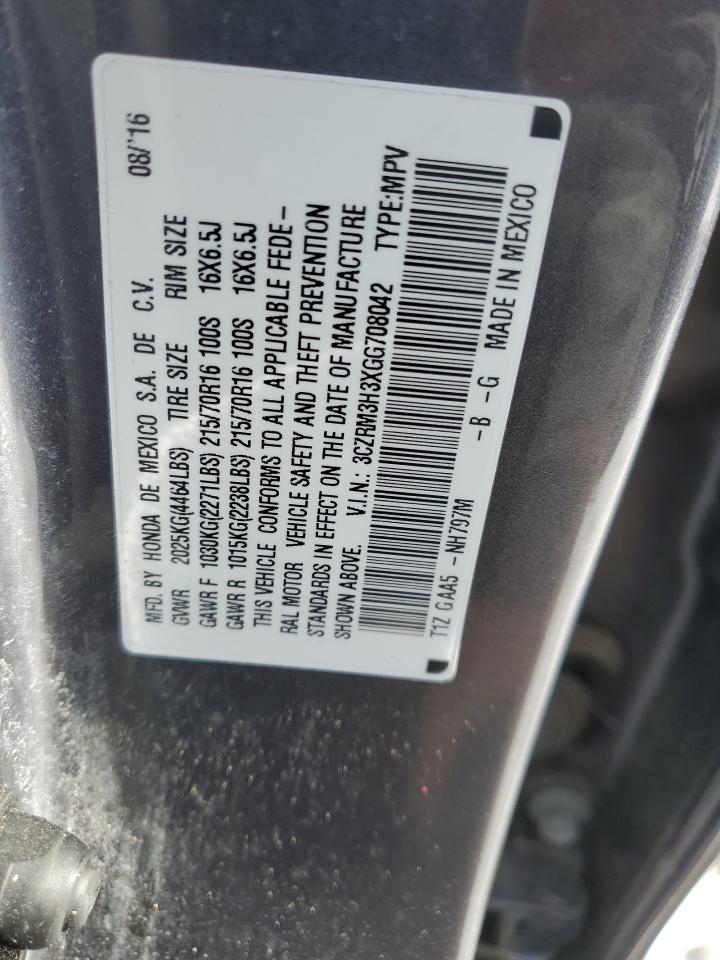 MFD. BY HONDA DE MEXICO S.A. DE C.V. 08/'16
GVWR 2025KG(4464LBS) TIRE SIZE RIM SIZE
GAWR F 1030KG(2271LBS) 215/70R16 100S 16X6.5J
GAWR R 1015KG(2238LBS) 215/70R16 100S 16X6.5J
THIS VEHICLE CONFORMS TO ALL APPLICABLE FEDE-
RAL MOTOR VEHICLE SAFETY AND THEFT PREVENTION
STANDARDS IN EFFECT ON THE DATE OF MANUFACTURE
SHOWN ABOVE. V.I.N.: 3CZRM3H3XGG708042 TYPE:MPV
T1Z GAA5 -NH797M -B -G MADE IN MEXICO